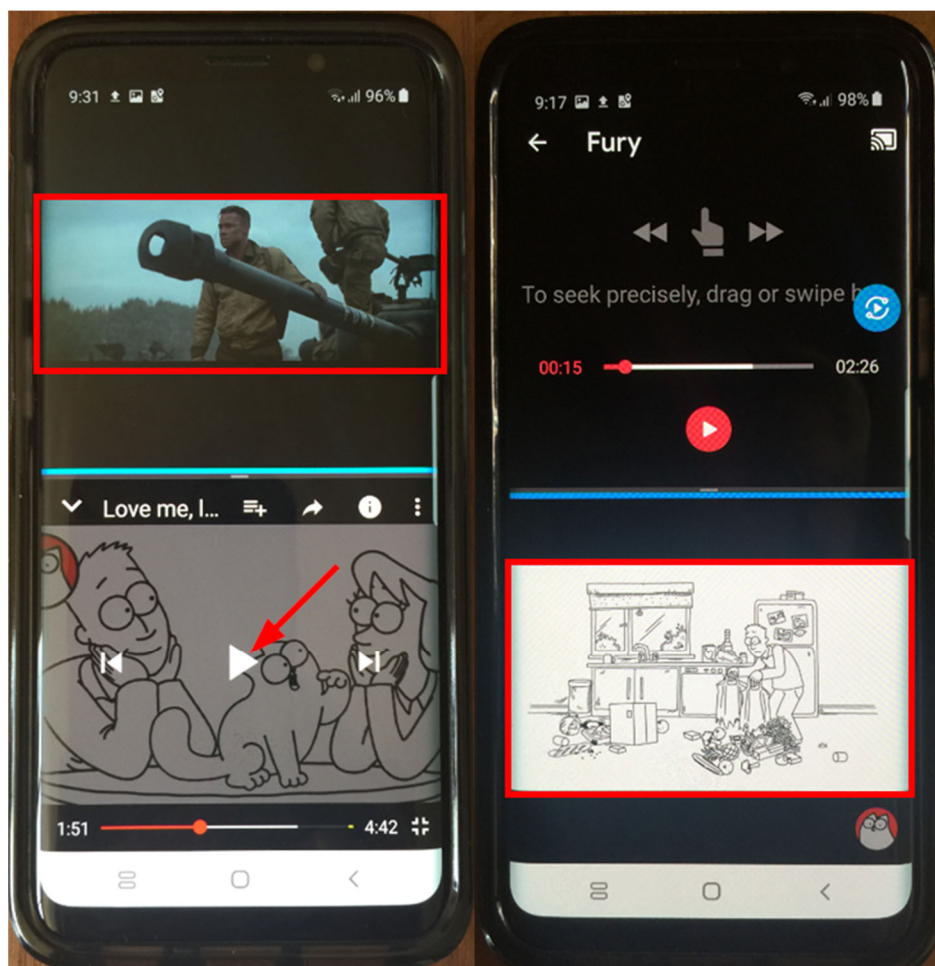 9:31 96%
Love me, l...
1:51 4:42
9:17 98%
Fury
To seek precisely, drag or swipe
00:15 02:26